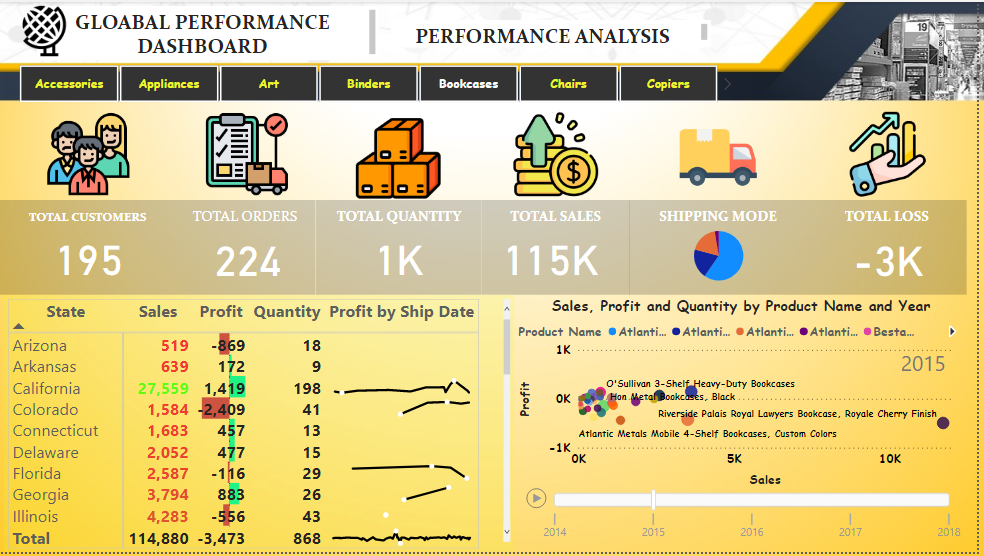 GLOABAL PERFORMANCE
DASHBOARD
PERFORMANCE ANALYSIS
Accessories
Appliances
Art
Binders
Bookcases
Chairs
Copiers
TOTAL CUSTOMERS
195
TOTAL ORDERS
224
TOTAL QUANTITY
1K
TOTAL SALES
115K
SHIPPING MODE
TOTAL LOSS
-3K
State Sales Profit Quantity Profit by Ship Date
Arizona 519 -869 18
Arkansas 639 172 9
California 27,559 1,419 198
Colorado 1,584 -2,409 41
Connecticut 1,683 457 13
Delaware 2,052 477 15
Florida 2,587 -116 29
Georgia 3,794 883 26
Illinois 4,283 -556 43
Total 114,880 -3,473 868
Sales, Profit and Quantity by Product Name and Year
Product Name Atlanti... Atlanti... Atlanti... Atlanti... Besta...
2015
Profit
1K
0K
-1K
O'Sullivan 3-Shelf Heavy-Duty Bookcases
Hon Metal Bookcases, Black
Riverside Palais Royal Lawyers Bookcase, Royale Cherry Finish
Atlantic Metals Mobile 4-Shelf Bookcases, Custom Colors
0K 5K 10K
Sales
2014 2015 2016 2017 2018